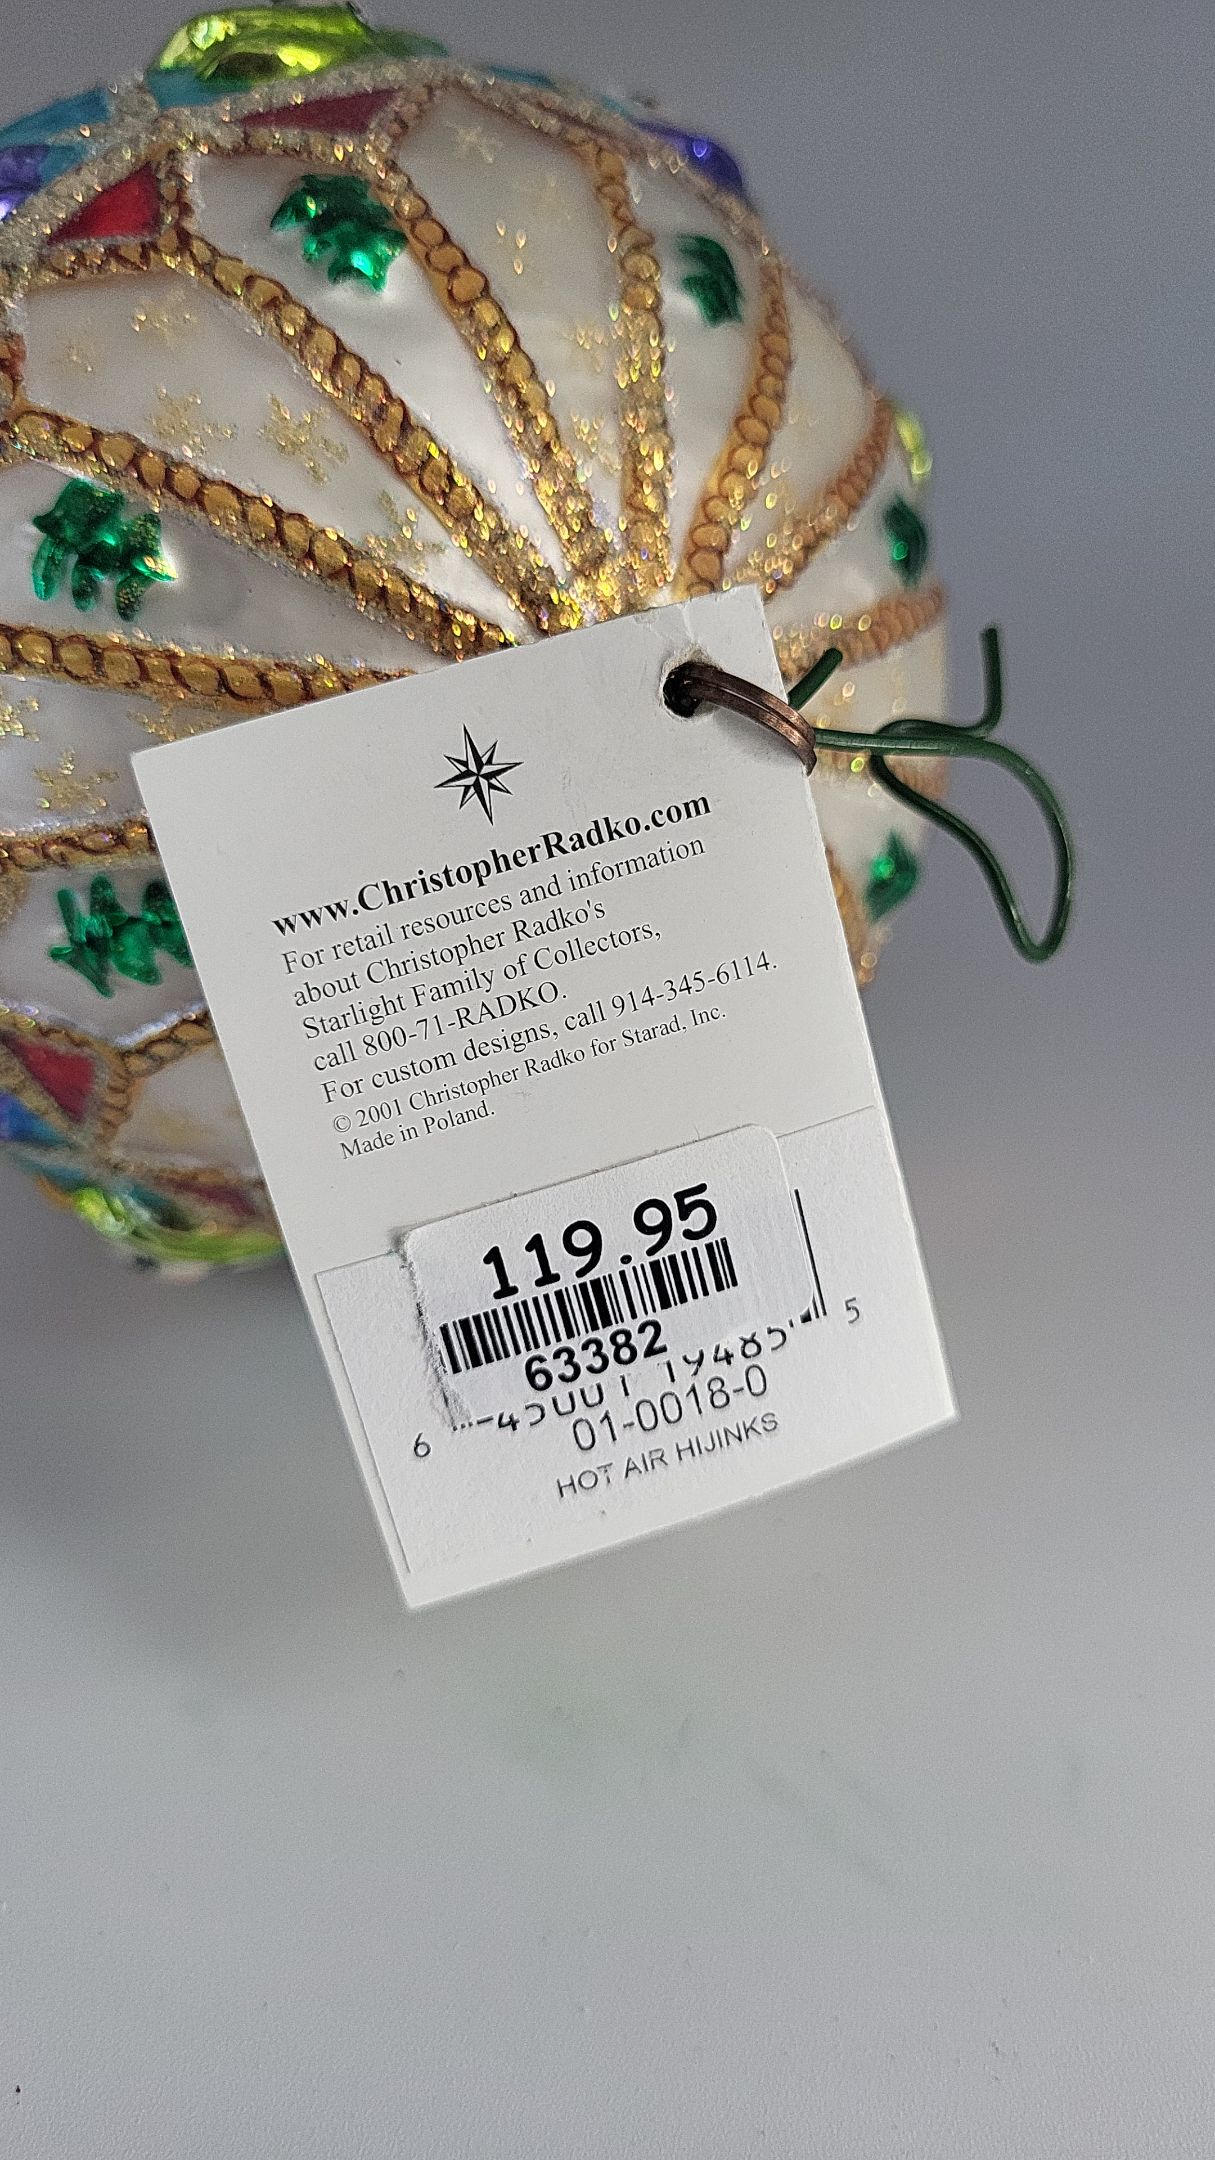 www.ChristopherRadko.com
For retail resources and information
about Christopher Radko's
Starlight Family of Collectors,
call 800-71-RADKO.
For custom designs, call 914-345-6114.
© 2001 Christopher Radko for Starad, Inc.
Made in Poland.
119.95
63382
6 5
01-0018-0
HOT AIR HIJINKS